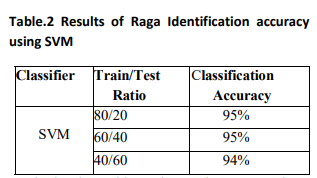 Table.2 Results of Raga Identification accuracy
using SVM
Classifier Train/Test Classification
Ratio Accuracy
80/20 95%
SVM 60/40 95%
40/60 94%